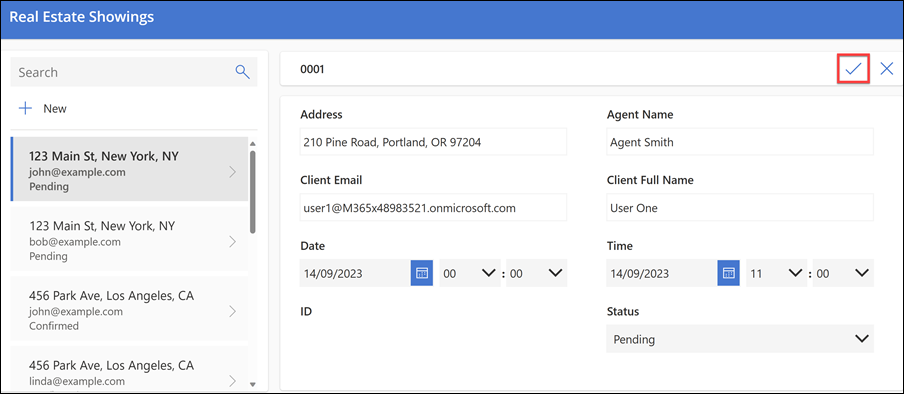 Real Estate Showings
Search
New
123 Main St, New York, NY
john@example.com
Pending
123 Main St, New York, NY
bob@example.com
Pending
456 Park Ave, Los Angeles, CA
john@example.com
Confirmed
456 Park Ave, Los Angeles, CA
linda@example.com
0001
Address
Agent Name
210 Pine Road, Portland, OR 97204
Agent Smith
Client Email
Client Full Name
user1@M365x48983521.onmicrosoft.com
User One
Date
Time
14/09/2023 00 : 00
14/09/2023 11 : 00
ID
Status
Pending